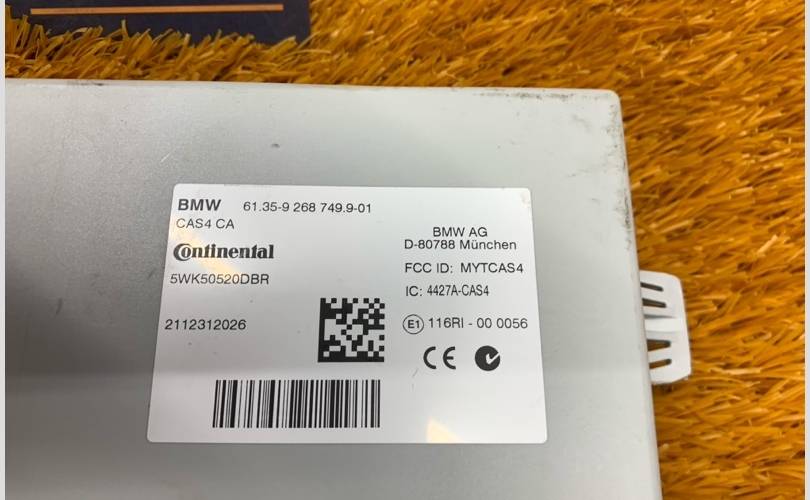 BMW 61.35-9 268 749.9-01
CAS4 CA
Continental
5WK50520DBR
2112312026
BMW AG
D-80788 München
FCC ID: MYTCAS4
IC: 4427A-CAS4
E1 116RI - 00 0056
CE